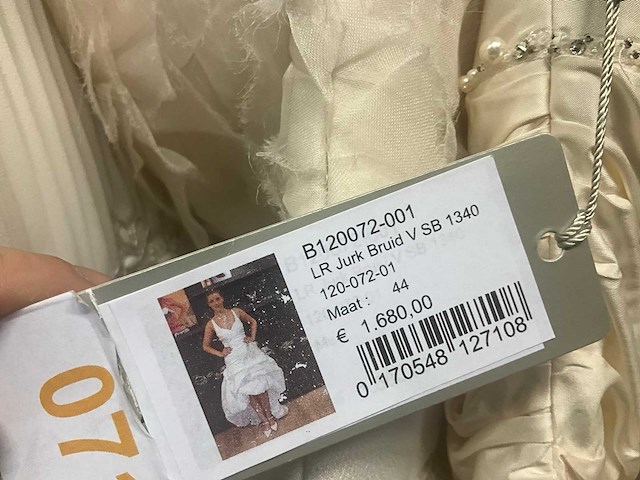 B120072-001
LR Jurk Bruid V SB 1340
120-072-01
Maat: 44
€ 1.680,00
0 170548 127108
07